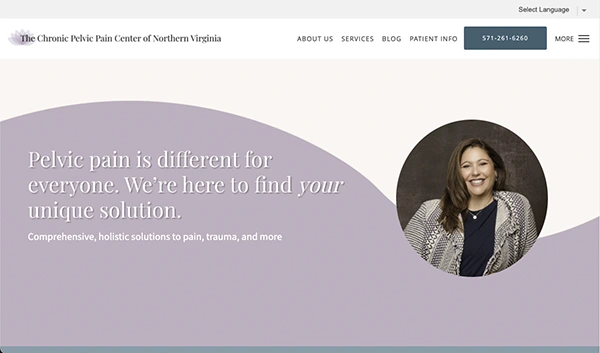 Select Language
The Chronic Pelvic Pain Center of Northern Virginia
ABOUT US SERVICES BLOG PATIENT INFO 571-261-6260 MORE
Pelvic pain is different for
everyone. We're here to find your
unique solution.
Comprehensive, holistic solutions to pain, trauma, and more